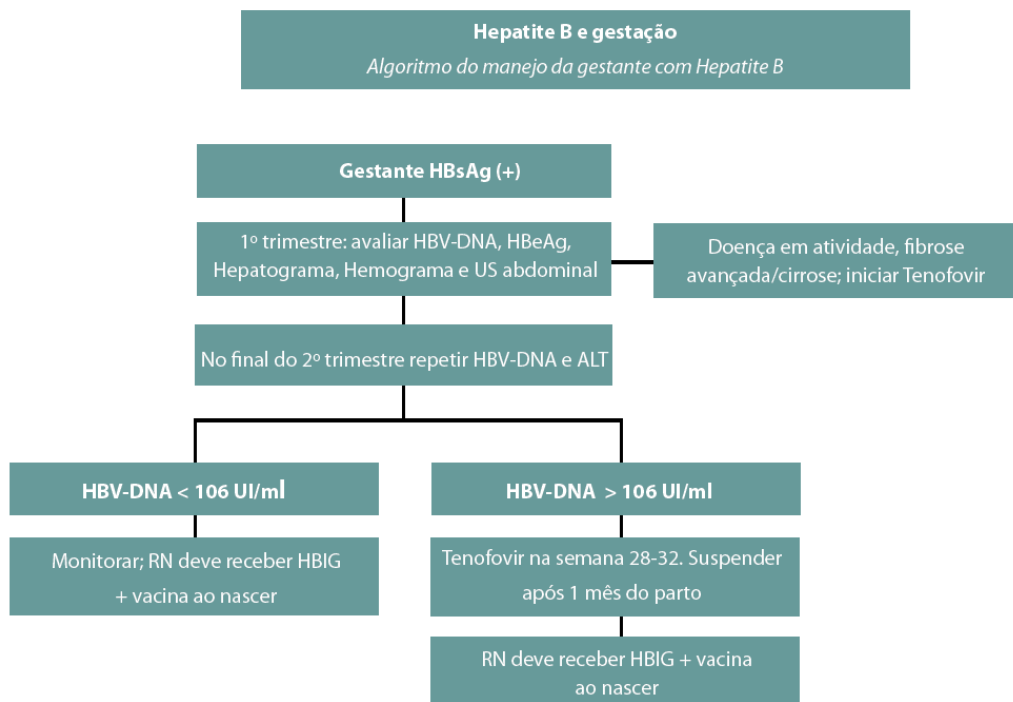 Hepatite B e gestação
Algoritmo do manejo da gestante com Hepatite B
Gestante HBsAg (+)
1º trimestre: avaliar HBV-DNA, HBeAg,
Hepatograma, Hemograma e US abdominal
Doença em atividade, fibrose
avançada/cirrose; iniciar Tenofovir
No final do 2º trimestre repetir HBV-DNA e ALT
HBV-DNA < 106 UI/ml
Monitorar; RN deve receber HBIG
+ vacina ao nascer
HBV-DNA > 106 UI/ml
Tenofovir na semana 28-32. Suspender
após 1 mês do parto
RN deve receber HBIG + vacina
ao nascer